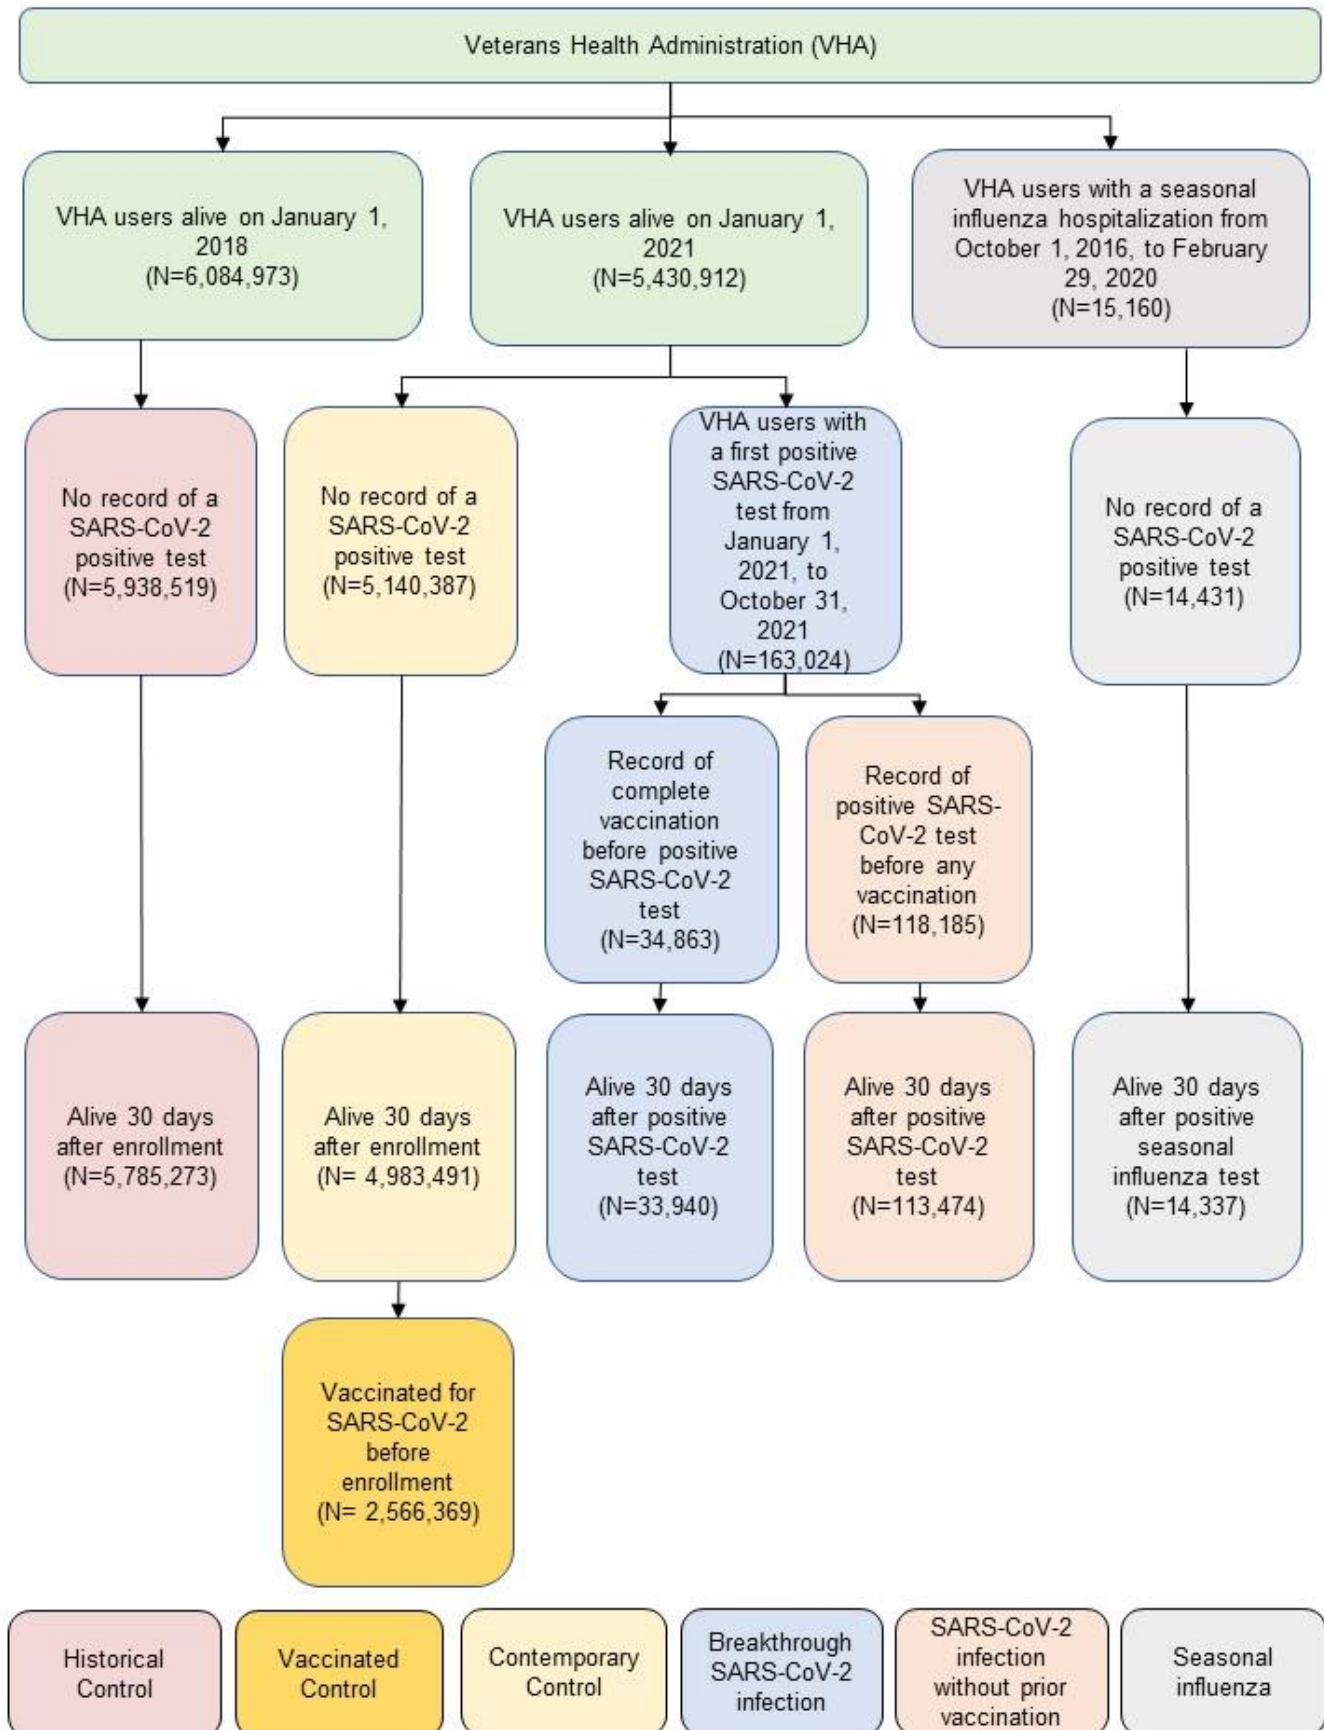 Veterans Health Administration (VHA)
VHA users alive on January 1,
2018
(N=6,084,973)
VHA users alive on January 1,
2021
(N=5,430,912)
VHA users with a seasonal
influenza hospitalization from
October 1, 2016, to February
29, 2020
(N=15,160)
No record of a
SARS-CoV-2
positive test
(N=5,938,519)
No record of a
SARS-CoV-2
positive test
(N=5,140,387)
VHA users with
a first positive
SARS-CoV-2
test from
January 1,
2021, to
October 31,
2021
(N=163,024)
No record of a
SARS-CoV-2
positive test
(N=14,431)
Record of
complete
vaccination
before positive
SARS-CoV-2
test
(N=34,863)
Record of
positive SARS-
CoV-2 test
before any
vaccination
(N=118,185)
Alive 30 days
after enrollment
(N=5,785,273)
Alive 30 days
after enrollment
(N= 4,983,491)
Alive 30 days
after positive
SARS-CoV-2
test
(N=33,940)
Alive 30 days
after positive
SARS-CoV-2
test
(N=113,474)
Alive 30 days
after positive
seasonal
influenza test
(N=14,337)
Vaccinated for
SARS-CoV-2
before
enrollment
(N= 2,566,369)
Historical
Control
Vaccinated
Control
Contemporary
Control
Breakthrough
SARS-CoV-2
infection
SARS-CoV-2
infection
without prior
vaccination
Seasonal
influenza